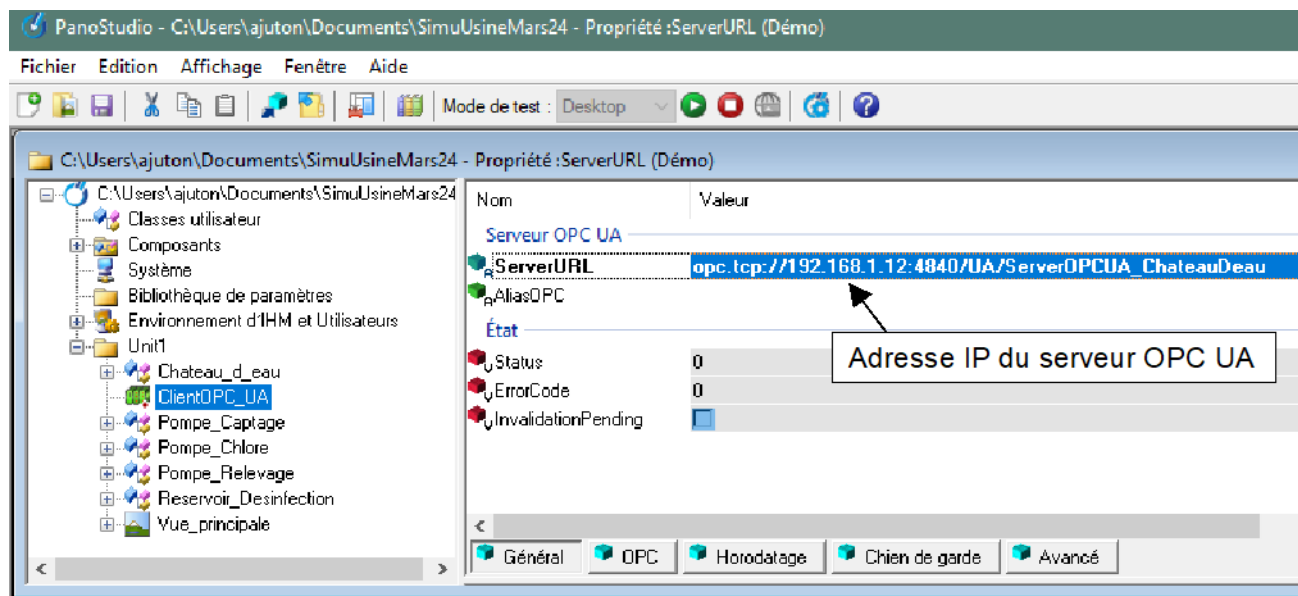 PanoStudio - C:\Users\ajuton\Documents\SimuUsineMars24 - Propriété :ServerURL (Démo)
Fichier Edition Affichage Fenêtre Aide
Mode de test : Desktop
C:\Users\ajuton\Documents\SimuUsineMars24 - Propriété :ServerURL (Démo)
C:\Users\ajuton\Documents\SimuUsineMars24
Classes utilisateur
Composants
Système
Bibliothèque de paramètres
Environnement d'IHM et Utilisateurs
Unit1
Chateau_d_eau
ClientOPC_UA
Pompe_Captage
Pompe_Chlore
Pompe_Relevage
Reservoir_Desinfection
Vue_principale
Nom Valeur
Serveur OPC UA
ServerURL opc.tcp://192.168.1.12:4840/UA/ServerOPCUA_ChateauDeau
AliasOPC
État
Status 0
ErrorCode 0
InvalidationPending
Adresse IP du serveur OPC UA
Général OPC Horodatage Chien de garde Avancé